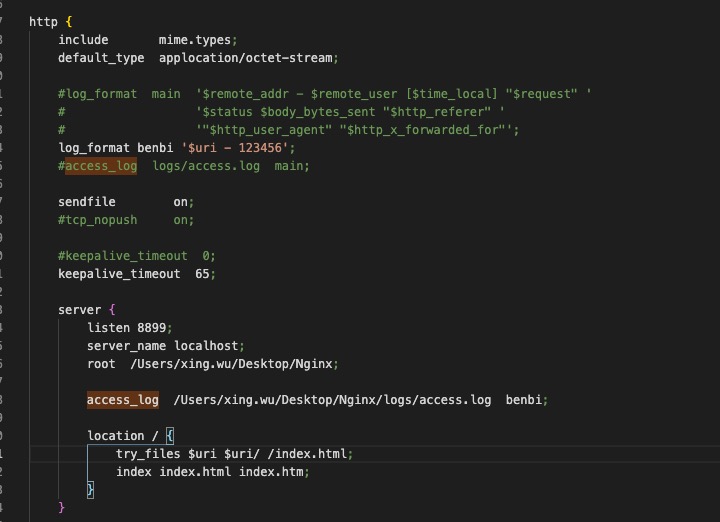 http {
include mime.types;
default_type applocation/octet-stream;
#log_format main '$remote_addr - $remote_user [$time_local] "$request" '
# '$status $body_bytes_sent "$http_referer" '
# '"$http_user_agent" "$http_x_forwarded_for"';
log_format benbi '$uri - 123456';
#access_log logs/access.log main;
sendfile on;
#tcp_nopush on;
#keepalive_timeout 0;
keepalive_timeout 65;
server {
listen 8899;
server_name localhost;
root /Users/xing.wu/Desktop/Nginx;
access_log /Users/xing.wu/Desktop/Nginx/logs/access.log benbi;
location / {
try_files $uri $uri/ /index.html;
index index.html index.htm;
}
}